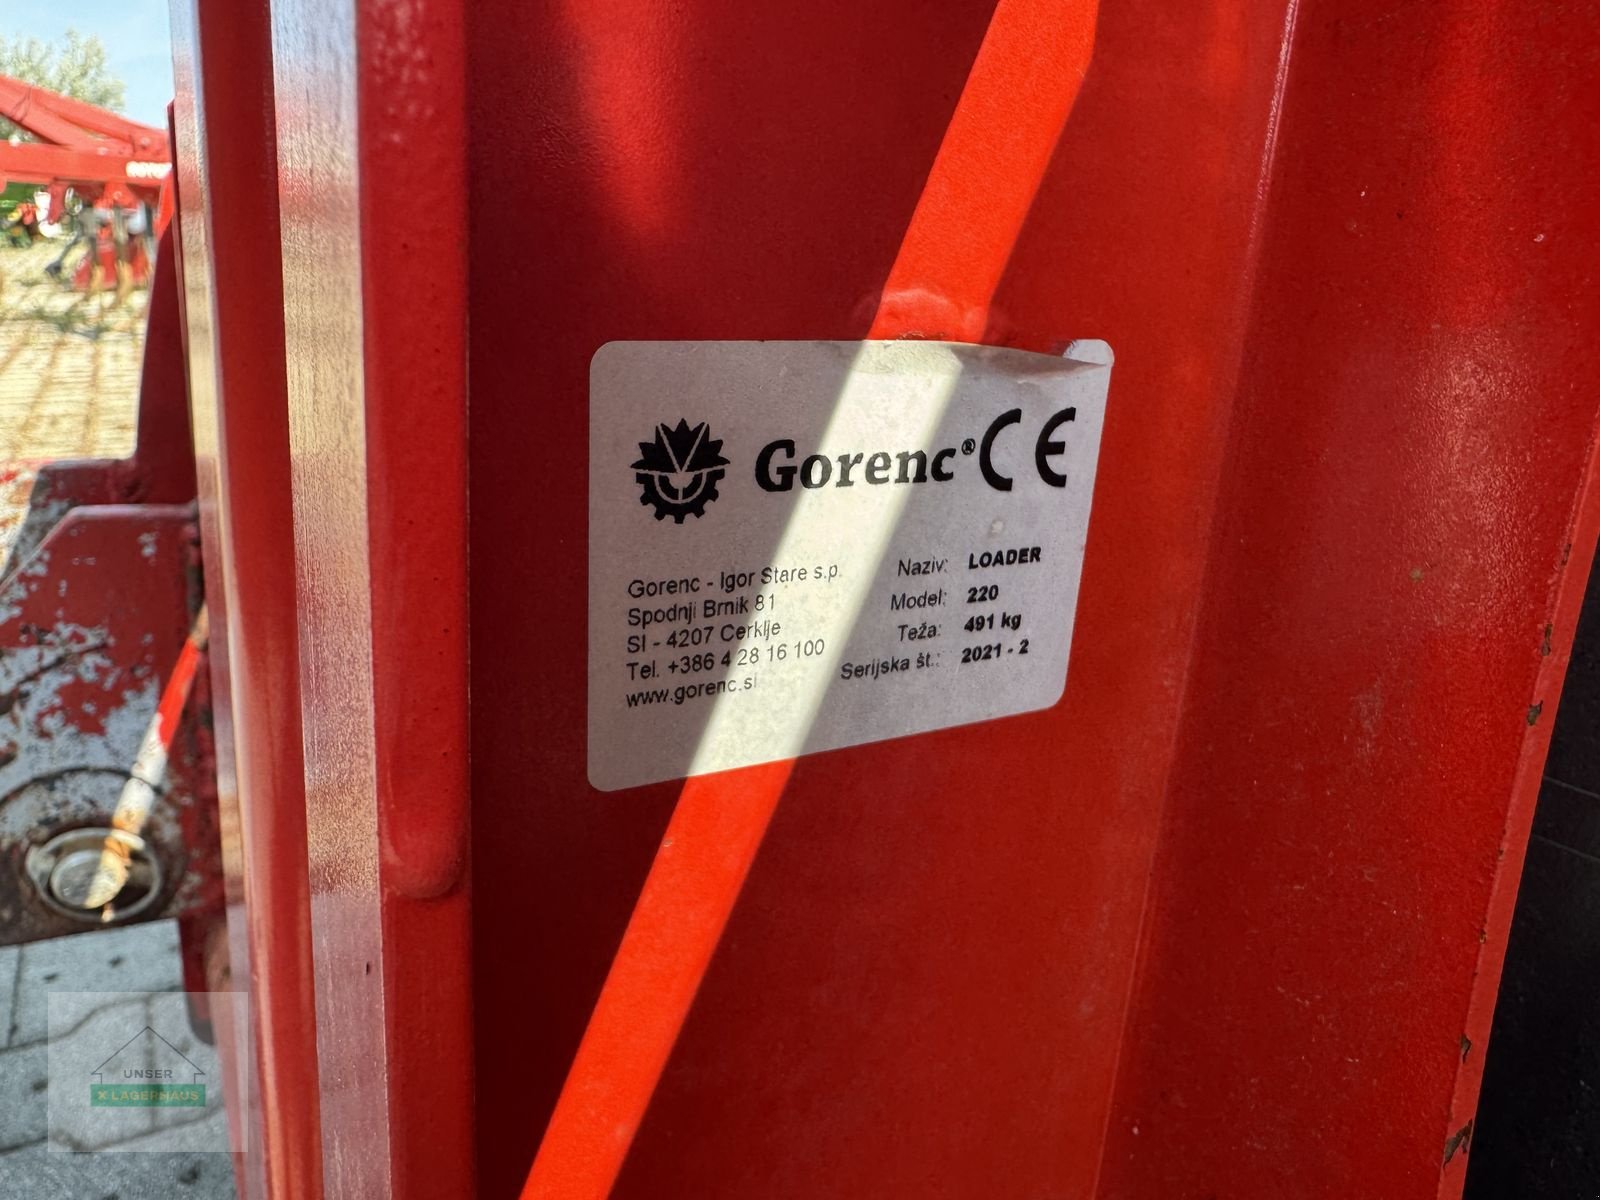 Gorenc® CE
Gorenc - Igor Stare s.p.
Spodnji Brnik 81
SI - 4207 Cerklje
Tel. +386 4 28 16 100
www.gorenc.si
Naziv: LOADER
Model: 220
Teža: 491 kg
Serijska št.: 2021 - 2
UNSER
X LAGERHAUS